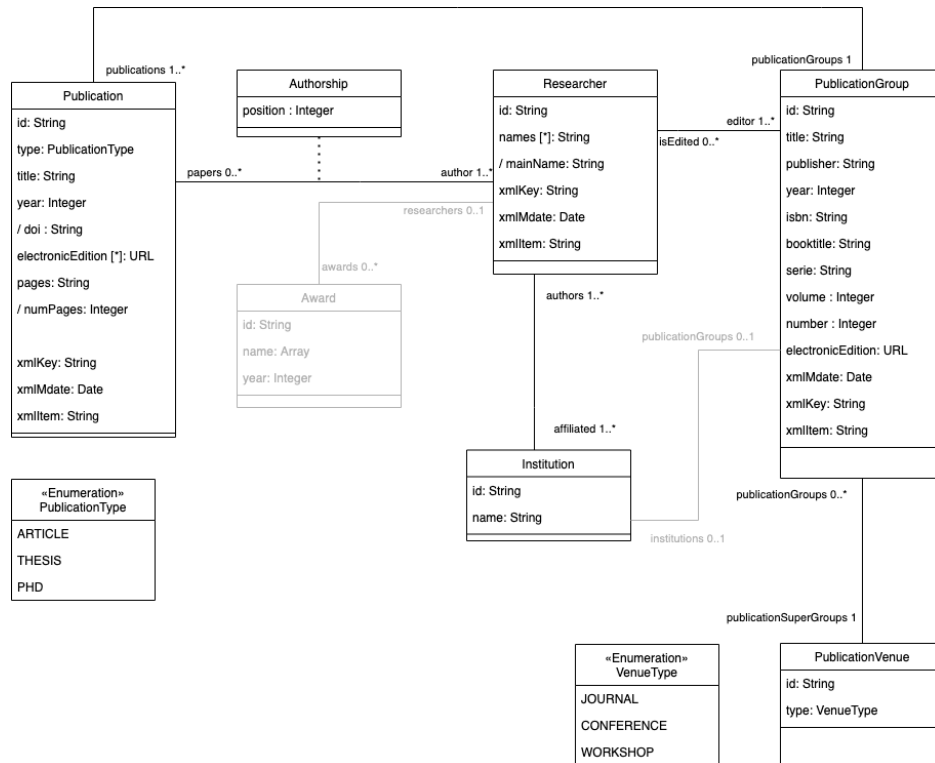 publications 1..*
publicationGroups 1
Publication
id: String
type: PublicationType
title: String
year: Integer
/ doi : String
electronicEdition [*]: URL
pages: String
/ numPages: Integer
xmlKey: String
xmlMdate: Date
xmlItem: String
Authorship
position : Integer
papers 0..*
author 1..*
Researcher
id: String
names [*]: String
/ mainName: String
xmlKey: String
xmlMdate: Date
xmlItem: String
editor 1..*
isEdited 0..*
PublicationGroup
id: String
title: String
publisher: String
year: Integer
isbn: String
booktitle: String
serie: String
volume : Integer
number : Integer
electronicEdition: URL
xmlMdate: Date
xmlKey: String
xmlItem: String
researchers 0..1
awards 0..*
Award
id: String
name: Array
year: Integer
authors 1..*
publicationGroups 0..1
affiliated 1..*
Institution
id: String
name: String
institutions 0..1
«Enumeration»
PublicationType
ARTICLE
THESIS
PHD
publicationGroups 0..*
publicationSuperGroups 1
«Enumeration»
VenueType
JOURNAL
CONFERENCE
WORKSHOP
PublicationVenue
id: String
type: VenueType